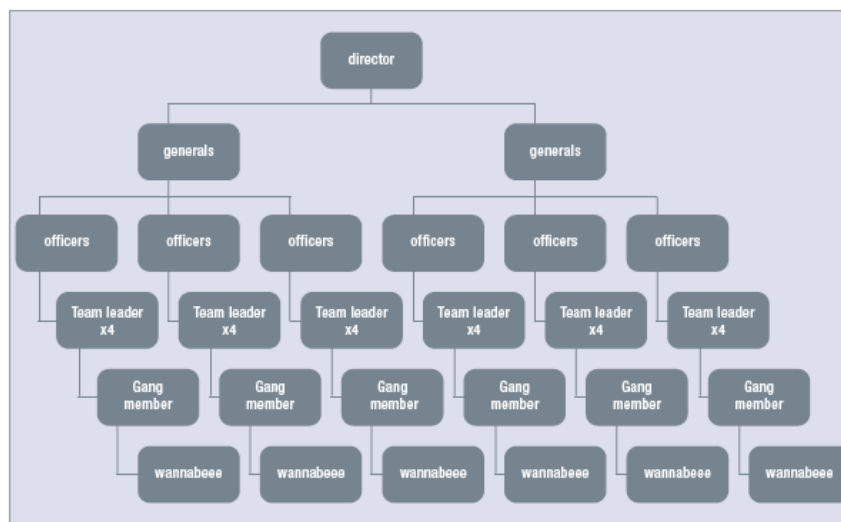 director
generals
generals
officers
officers
officers
officers
officers
officers
Team leader
x4
Team leader
x4
Team leader
x4
Team leader
x4
Team leader
x4
Team leader
x4
Gang
member
Gang
member
Gang
member
Gang
member
Gang
member
Gang
member
wannabeee
wannabeee
wannabeee
wannabeee
wannabeee
wannabeee